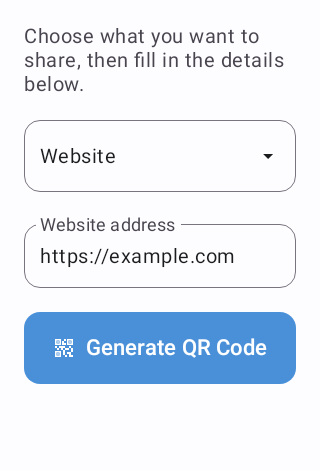 Choose what you want to
share, then fill in the details
below.
Website
Website address
https://example.com
Generate QR Code